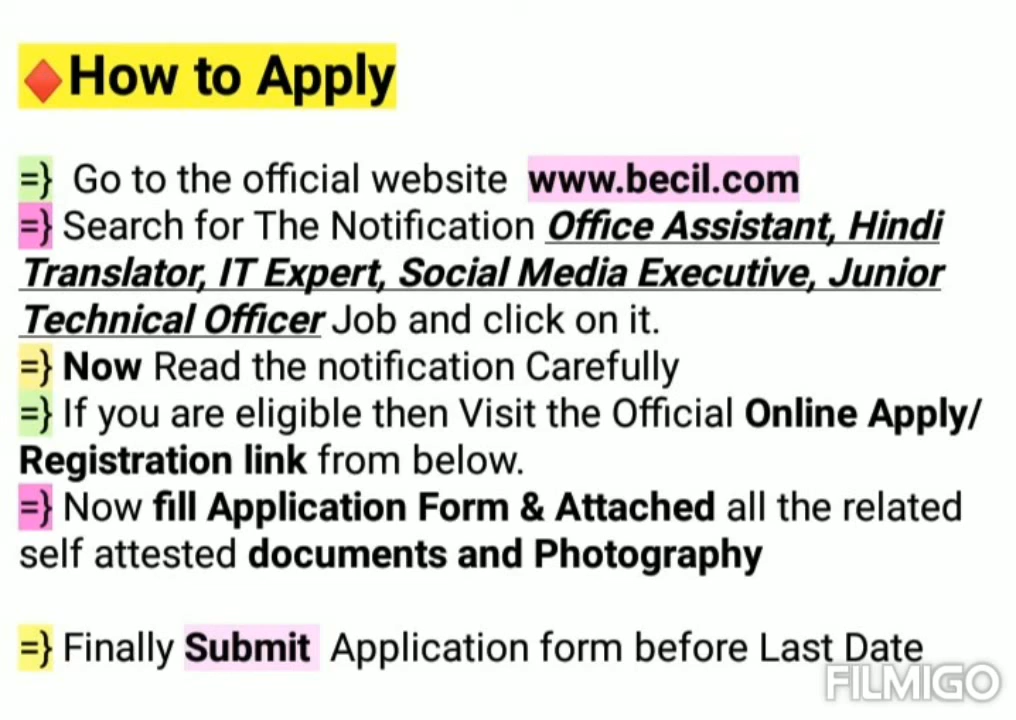 ♦How to Apply
=} Go to the official website www.becil.com
=} Search for The Notification Office Assistant, Hindi
Translator, IT Expert, Social Media Executive, Junior
Technical Officer Job and click on it.
=} Now Read the notification Carefully
=} If you are eligible then Visit the Official Online Apply/
Registration link from below.
=} Now fill Application Form & Attached all the related
self attested documents and Photography
=} Finally Submit Application form before Last Date
FILMIGO